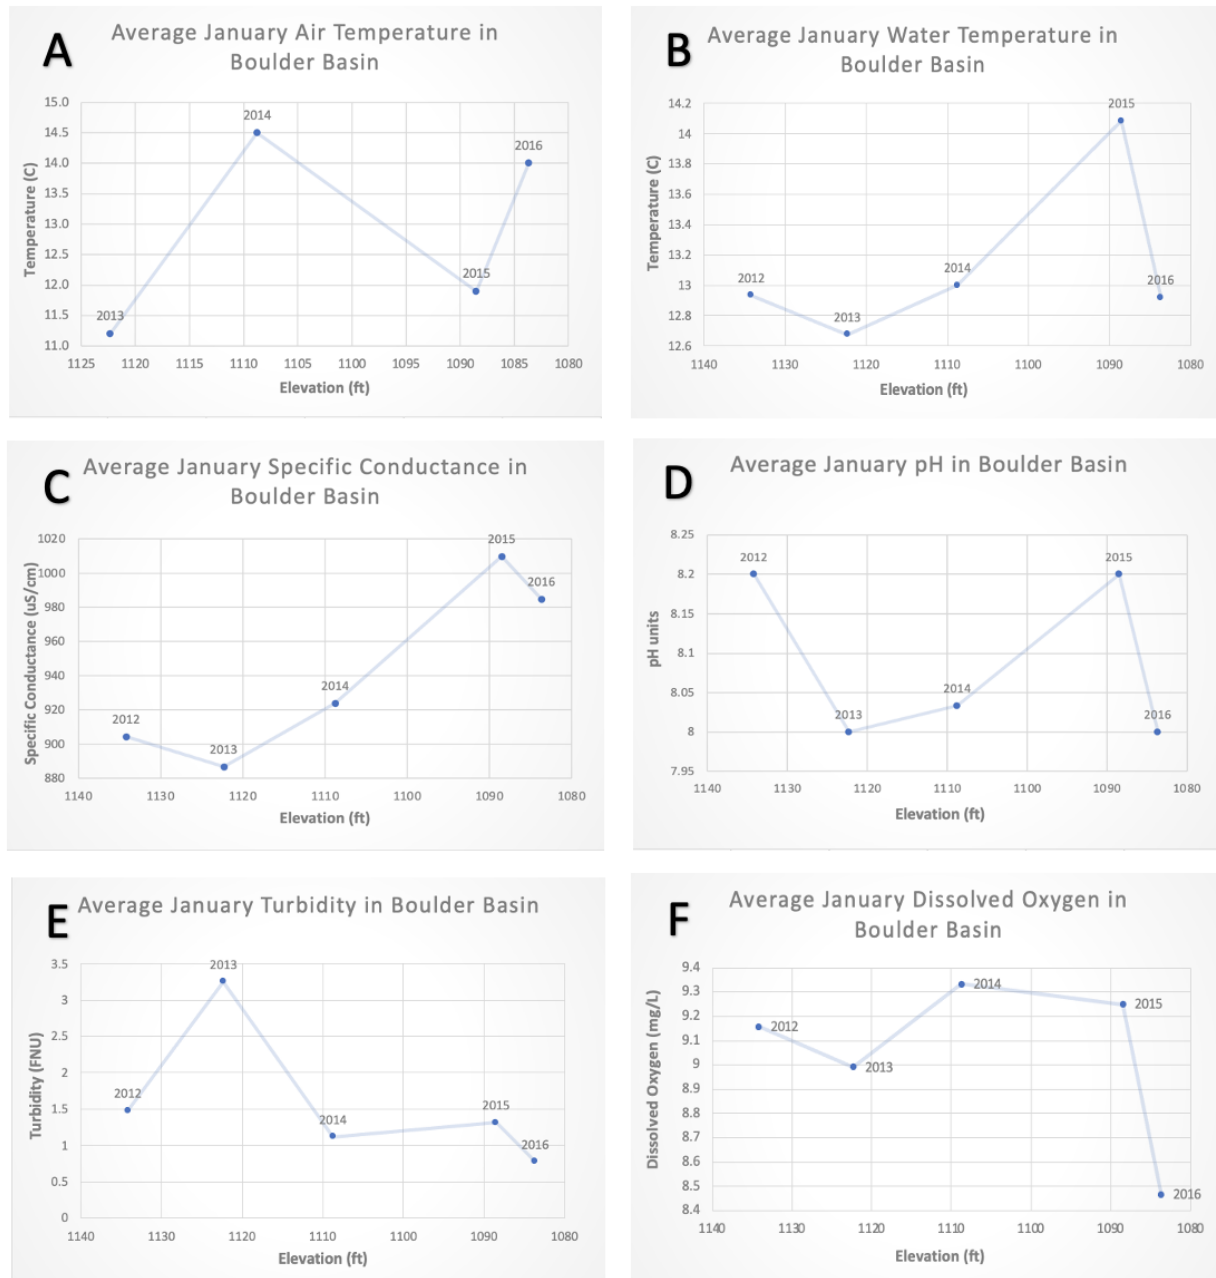 A
Average January Air Temperature in
Boulder Basin
Temperature (C)
15.0
14.5
14.0
13.5
13.0
12.5
12.0
11.5
11.0
2013
2014
2015
2016
1125 1120 1115 1110 1105 1100 1095 1090 1085 1080
Elevation (ft)
B
Average January Water Temperature in
Boulder Basin
Temperature (C)
14.2
14
13.8
13.6
13.4
13.2
13
12.8
12.6
2012
2013
2014
2015
2016
1140 1130 1120 1110 1100 1090 1080
Elevation (ft)
C
Average January Specific Conductance in
Boulder Basin
Specific Conductance (uS/cm)
1020
1000
980
960
940
920
900
880
2012
2013
2014
2015
2016
1140 1130 1120 1110 1100 1090 1080
Elevation (ft)
D
Average January pH in Boulder Basin
pH units
8.25
8.2
8.15
8.1
8.05
8
7.95
2012
2013
2014
2015
2016
1140 1130 1120 1110 1100 1090 1080
Elevation (ft)
E
Average January Turbidity in Boulder Basin
Turbidity (FNU)
3.5
3
2.5
2
1.5
1
0.5
0
2012
2013
2014
2015
2016
1140 1130 1120 1110 1100 1090 1080
Elevation (ft)
F
Average January Dissolved Oxygen in
Boulder Basin
Dissolved Oxygen (mg/L)
9.4
9.3
9.2
9.1
9
8.9
8.8
8.7
8.6
8.5
8.4
2012
2013
2014
2015
2016
1140 1130 1120 1110 1100 1090 1080
Elevation (ft)